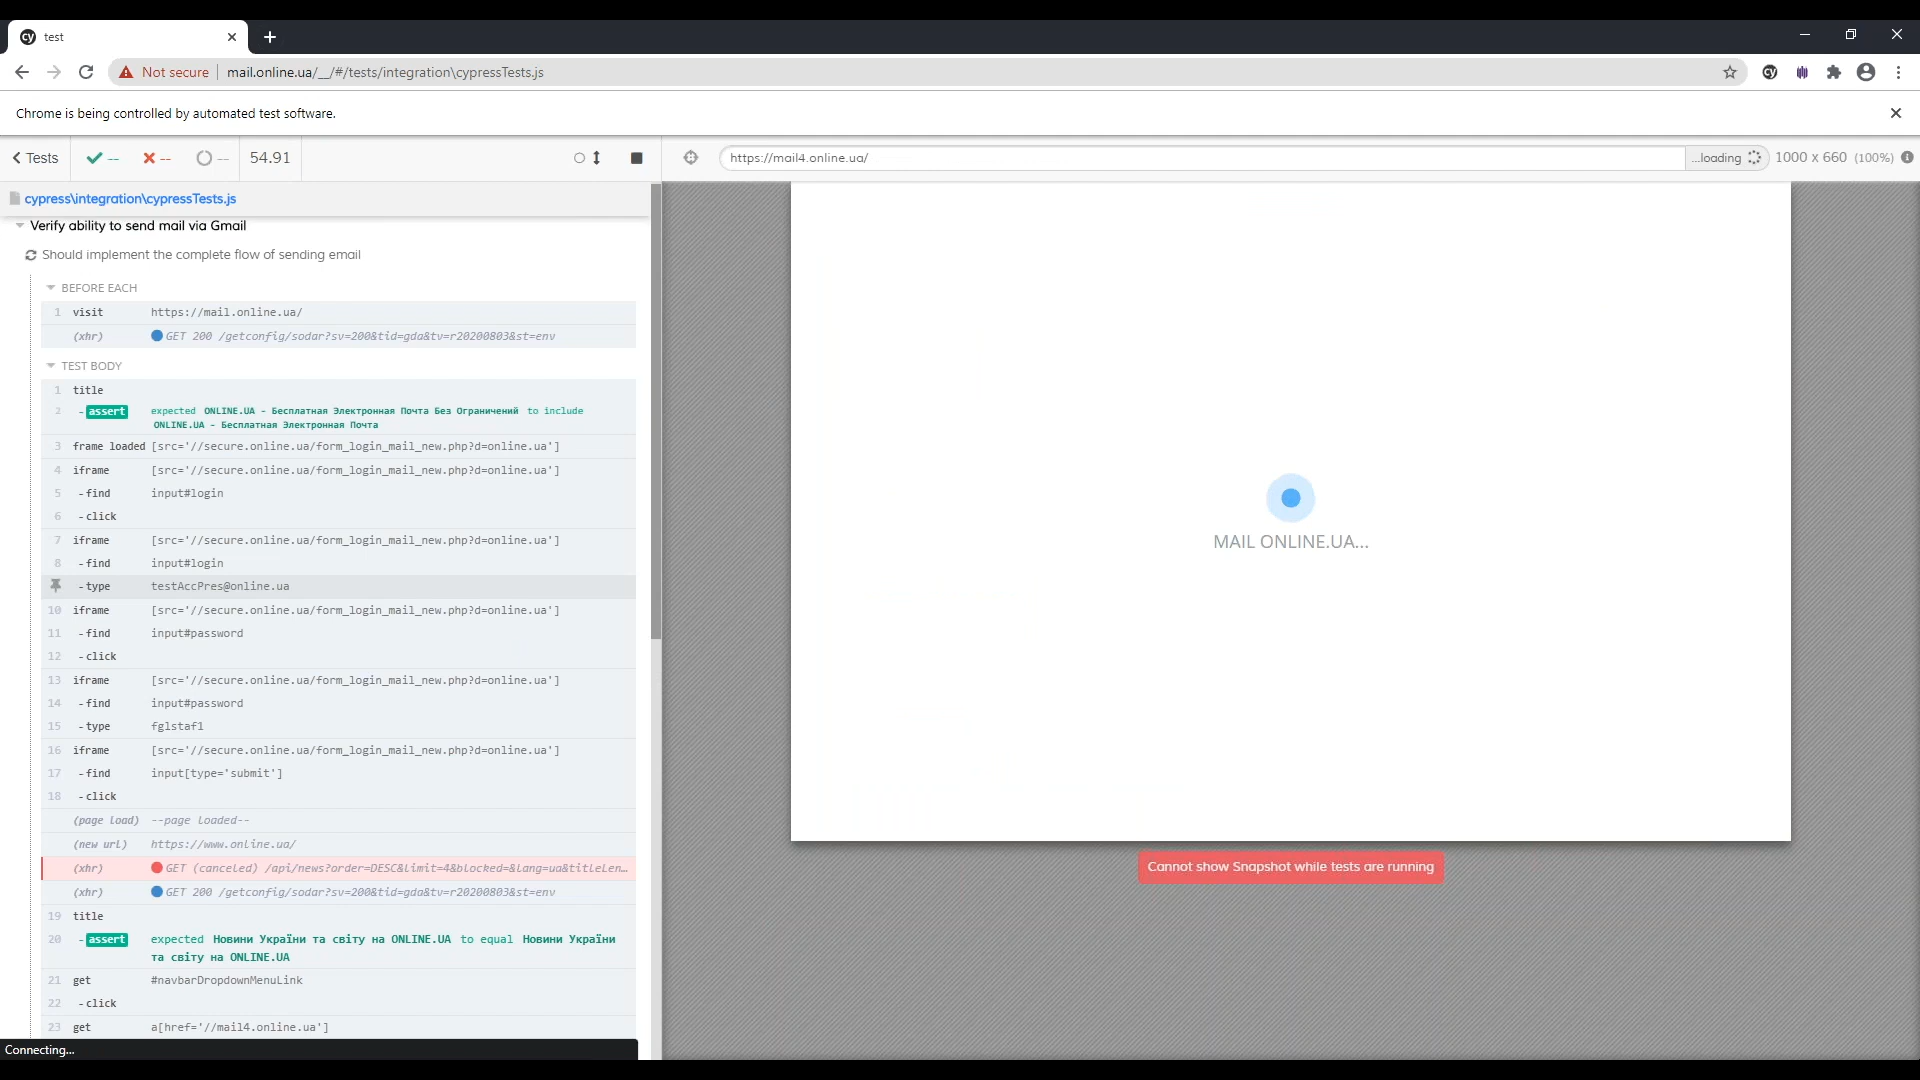 test
Not secure
mail.online.ua/__/#/tests/integration\cypressTests.js
Chrome is being controlled by automated test software.
Tests
--
--
--
54.91
https://mail4.online.ua/
...loading
1000 x 660 (100%)
cypress\integration\cypressTests.js
Verify ability to send mail via Gmail
Should implement the complete flow of sending email
BEFORE EACH
1 visit https://mail.online.ua/
(xhr) GET 200 /getconfig/sodar?sv=200&tid=gda&tv=r20200803&st=env
TEST BODY
1 title
2 -assert expected ONLINE.UA - Бесплатная Электронная Почта Без Ограничений to include
ONLINE.UA - Бесплатная Электронная Почта
3 frame loaded [src='//secure.online.ua/form_login_mail_new.php?d=online.ua']
4 iframe [src='//secure.online.ua/form_login_mail_new.php?d=online.ua']
5 -find input#login
6 -click
7 iframe [src='//secure.online.ua/form_login_mail_new.php?d=online.ua']
8 -find input#login
-type testAccPres@online.ua
10 iframe [src='//secure.online.ua/form_login_mail_new.php?d=online.ua']
11 -find input#password
12 -click
13 iframe [src='//secure.online.ua/form_login_mail_new.php?d=online.ua']
14 -find input#password
15 -type fglstaf1
16 iframe [src='//secure.online.ua/form_login_mail_new.php?d=online.ua']
17 -find input[type='submit']
18 -click
(page load) --page loaded--
(new url) https://www.online.ua/
(xhr) GET (canceled) /api/news?order=DESC&limit=4&blocked=&lang=ua&titleLen…
(xhr) GET 200 /getconfig/sodar?sv=200&tid=gda&tv=r20200803&st=env
19 title
20 -assert expected Новини України та світу на ONLINE.UA to equal Новини України
та світу на ONLINE.UA
21 get #navbarDropdownMenuLink
22 -click
23 get a[href='//mail4.online.ua']
Connecting...
MAIL ONLINE.UA...
Cannot show Snapshot while tests are running